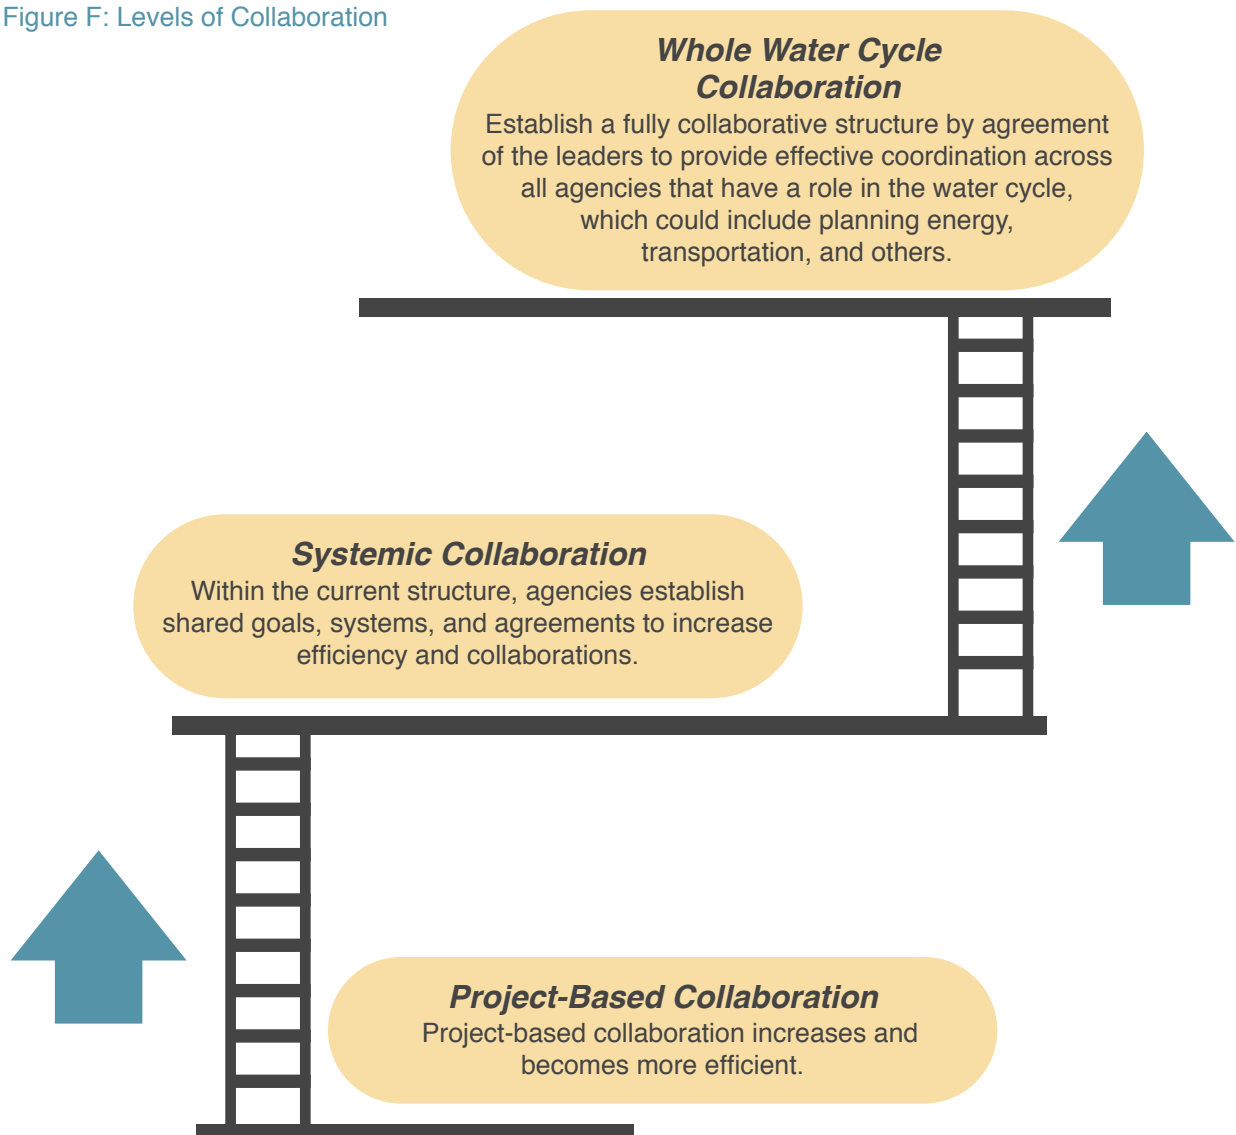 Figure F: Levels of Collaboration
Whole Water Cycle
Collaboration
Establish a fully collaborative structure by agreement
of the leaders to provide effective coordination across
all agencies that have a role in the water cycle,
which could include planning energy,
transportation, and others.
Systemic Collaboration
Within the current structure, agencies establish
shared goals, systems, and agreements to increase
efficiency and collaborations.
Project-Based Collaboration
Project-based collaboration increases and
becomes more efficient.